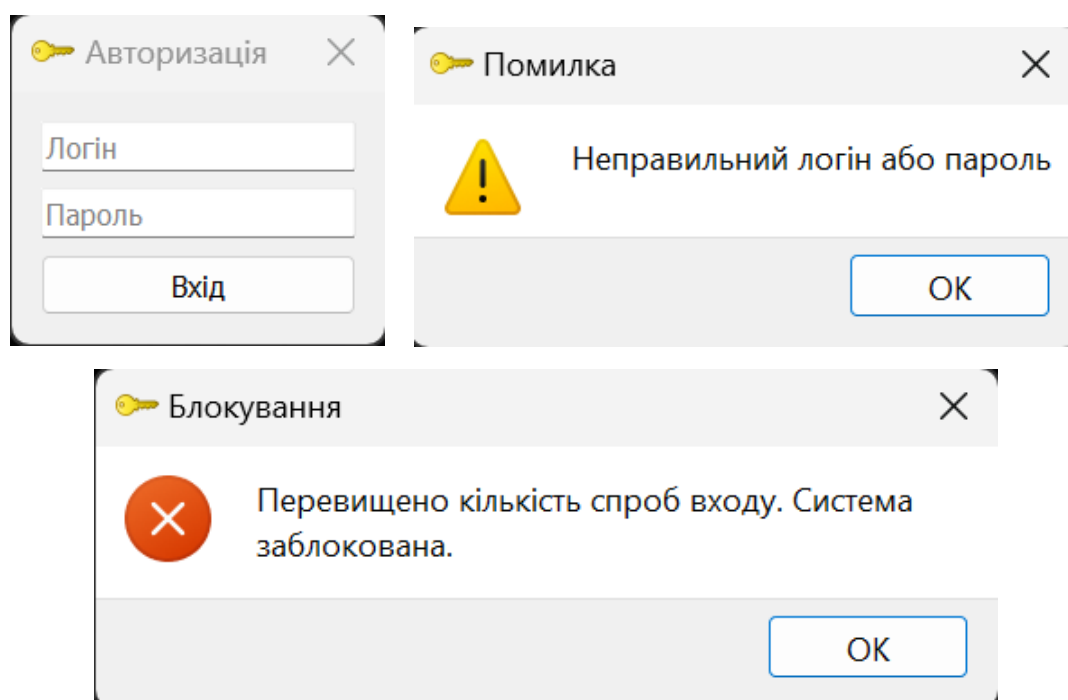 Авторизація
Логін
Пароль
Вхід
Помилка
Неправильний логін або пароль
OK
Блокування
Перевищено кількість спроб входу. Система
заблокована.
OK